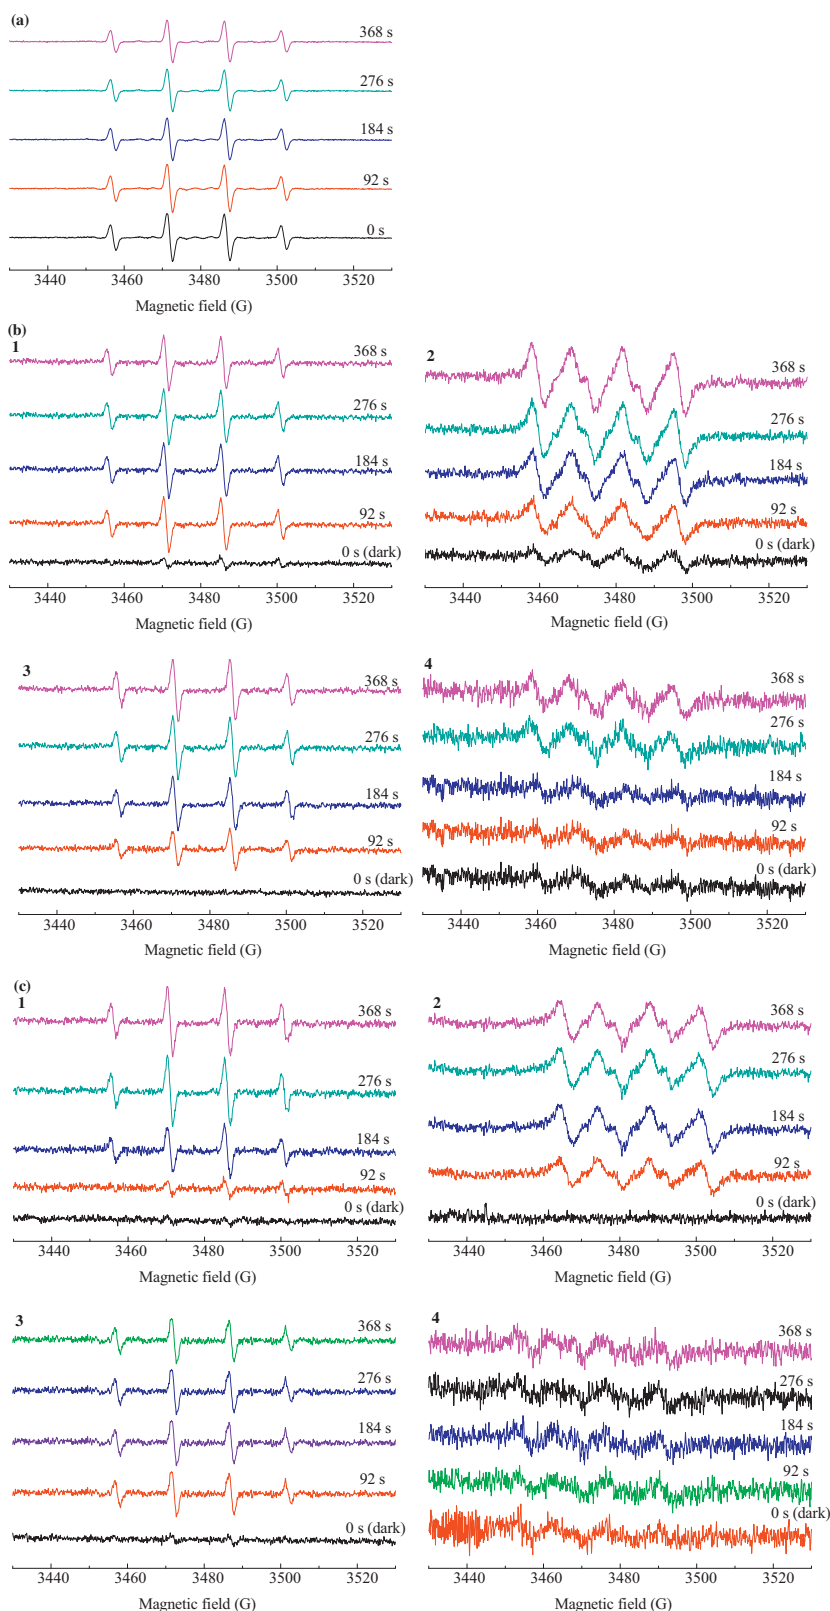 (a)
368 s
276 s
184 s
92 s
0 s
3440 3460 3480 3500 3520
Magnetic field (G)
(b)
1
368 s
276 s
184 s
92 s
0 s (dark)
3440 3460 3480 3500 3520
Magnetic field (G)
2
368 s
276 s
184 s
92 s
0 s (dark)
3440 3460 3480 3500 3520
Magnetic field (G)
3
368 s
276 s
184 s
92 s
0 s (dark)
3440 3460 3480 3500 3520
Magnetic field (G)
4
368 s
276 s
184 s
92 s
0 s (dark)
3440 3460 3480 3500 3520
Magnetic field (G)
(c)
1
368 s
276 s
184 s
92 s
0 s (dark)
3440 3460 3480 3500 3520
Magnetic field (G)
2
368 s
276 s
184 s
92 s
0 s (dark)
3440 3460 3480 3500 3520
Magnetic field (G)
3
368 s
276 s
184 s
92 s
0 s (dark)
3440 3460 3480 3500 3520
Magnetic field (G)
4
368 s
276 s
184 s
92 s
0 s (dark)
3440 3460 3480 3500 3520
Magnetic field (G)